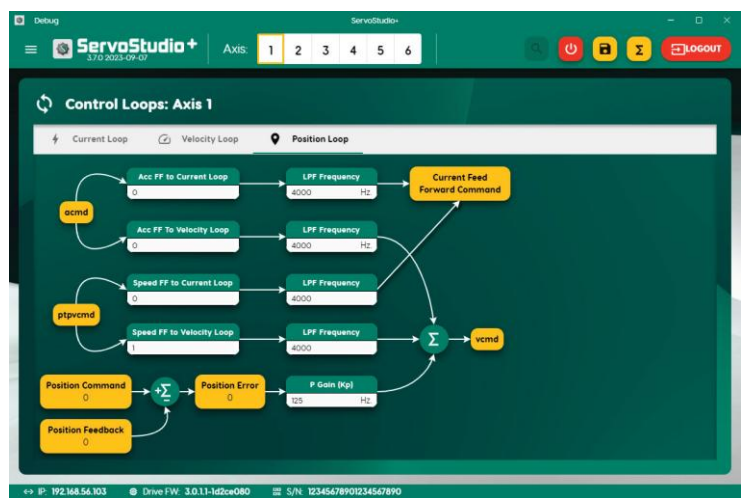 Debug
ServoStudio+
ServoStudio+
3.7.0 2023-09-07
Axis: 1 2 3 4 5 6
LOGOUT
Control Loops: Axis 1
Current Loop
Velocity Loop
Position Loop
acmd
Acc FF to Current Loop
0
LPF Frequency
4000 Hz
Current Feed
Forward Command
Acc FF To Velocity Loop
0
LPF Frequency
4000 Hz
ptpvcmd
Speed FF to Current Loop
0
LPF Frequency
4000
Speed FF to Velocity Loop
1
LPF Frequency
4000
Σ
vcmd
Position Command
0
+Σ
−
Position Error
0
P Gain (Kp)
125 Hz
Position Feedback
0
IP: 192.168.56.103
Drive FW: 3.0.1.1-1d2ce080
S/N: 12345678901234567890